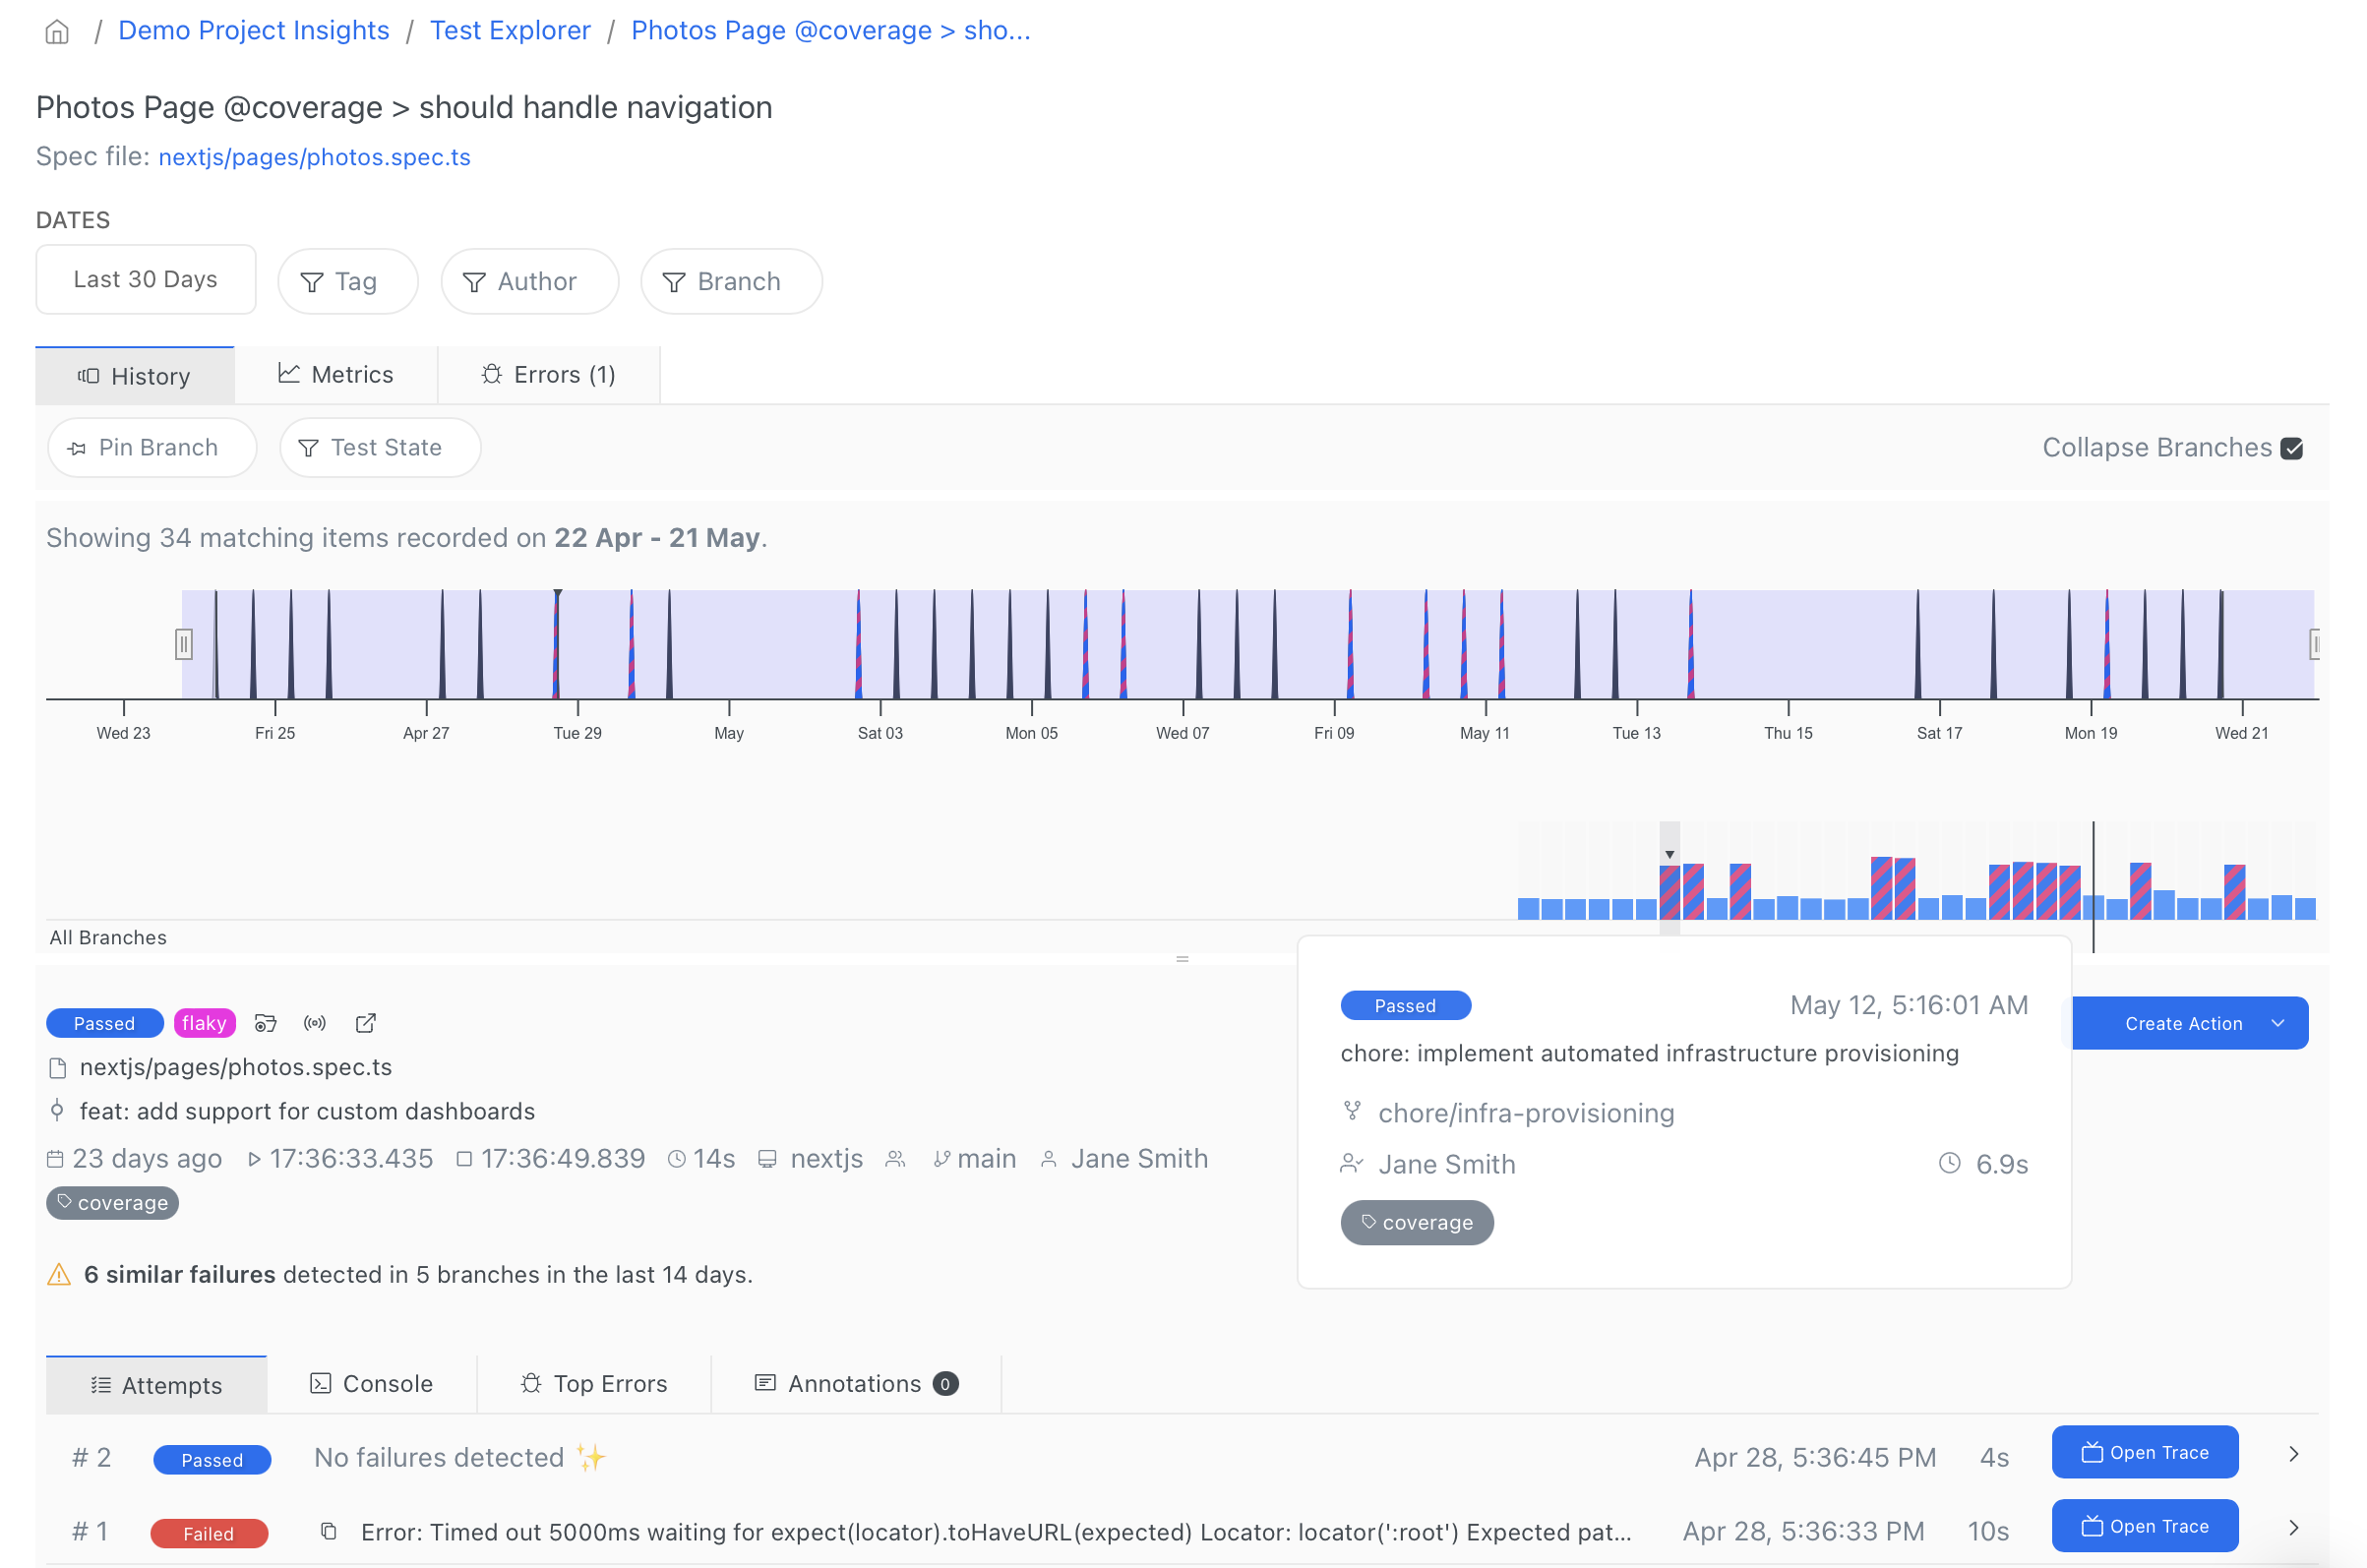 / Demo Project Insights / Test Explorer / Photos Page @coverage > sho...
Photos Page @coverage > should handle navigation
Spec file: nextjs/pages/photos.spec.ts
DATES
Last 30 Days Tag Author Branch
History Metrics Errors (1)
Pin Branch Test State Collapse Branches
Showing 34 matching items recorded on 22 Apr - 21 May.
Wed 23 Fri 25 Apr 27 Tue 29 May Sat 03 Mon 05 Wed 07 Fri 09 May 11 Tue 13 Thu 15 Sat 17 Mon 19 Wed 21
All Branches
Passed flaky
nextjs/pages/photos.spec.ts
feat: add support for custom dashboards
23 days ago 17:36:33.435 17:36:49.839 14s nextjs main Jane Smith
coverage
6 similar failures detected in 5 branches in the last 14 days.
Passed May 12, 5:16:01 AM
chore: implement automated infrastructure provisioning
chore/infra-provisioning
Jane Smith 6.9s
coverage
Create Action
Attempts Console Top Errors Annotations 0
# 2 Passed No failures detected ✨ Apr 28, 5:36:45 PM 4s Open Trace
# 1 Failed Error: Timed out 5000ms waiting for expect(locator).toHaveURL(expected) Locator: locator(':root') Expected pat... Apr 28, 5:36:33 PM 10s Open Trace